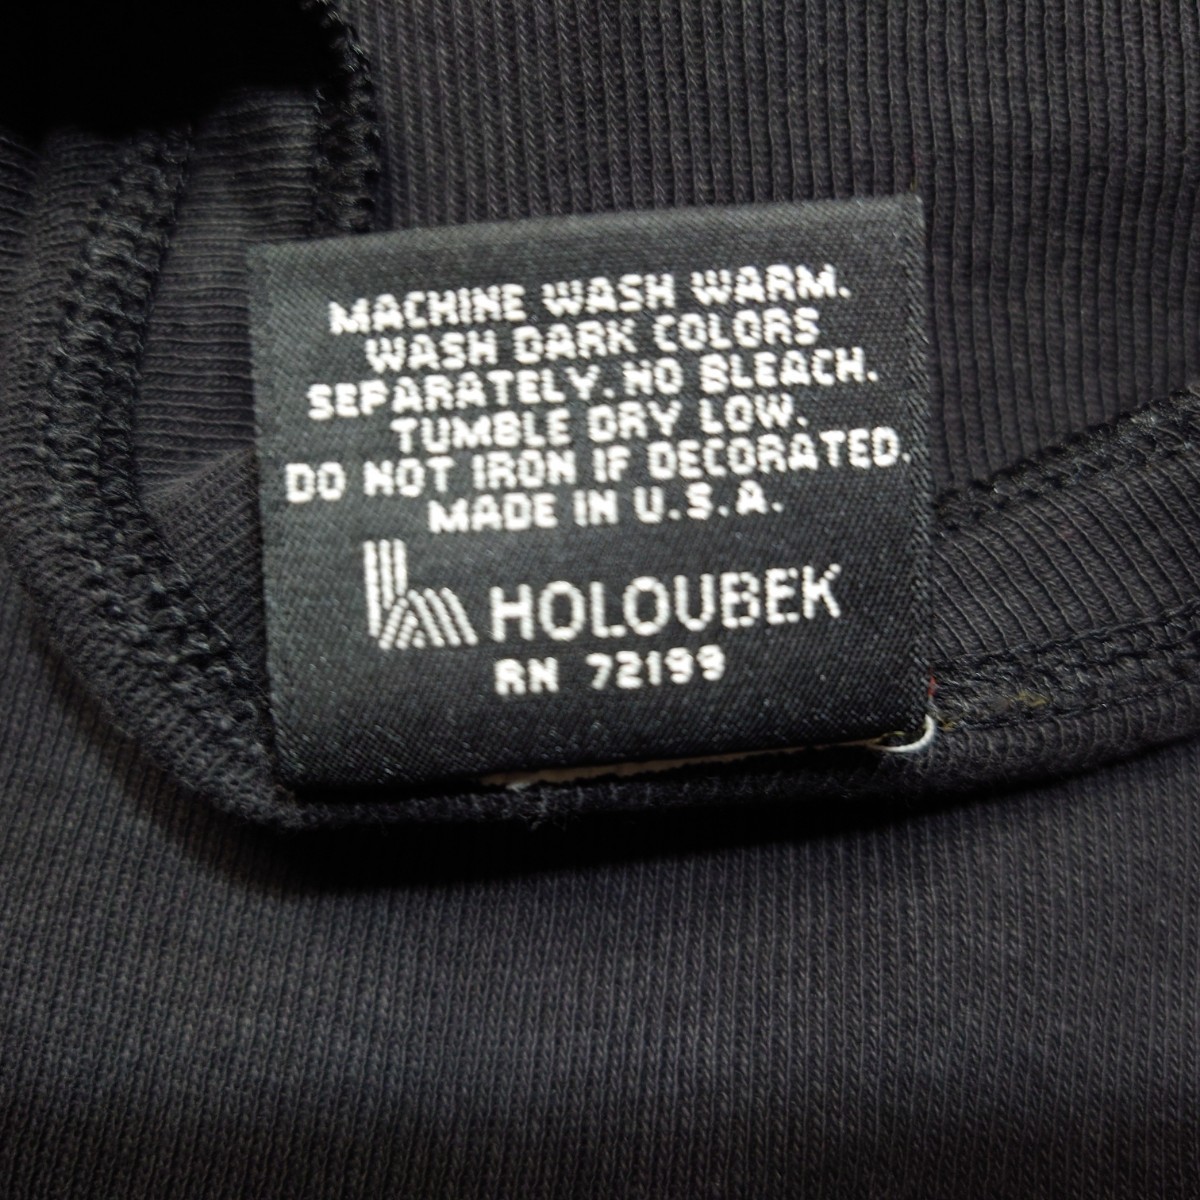 MACHINE WASH WARM.
WASH DARK COLORS
SEPARATELY. NO BLEACH.
TUMBLE DRY LOW.
DO NOT IRON IF DECORATED.
MADE IN U.S.A.
HOLOUBEK
RN 72199